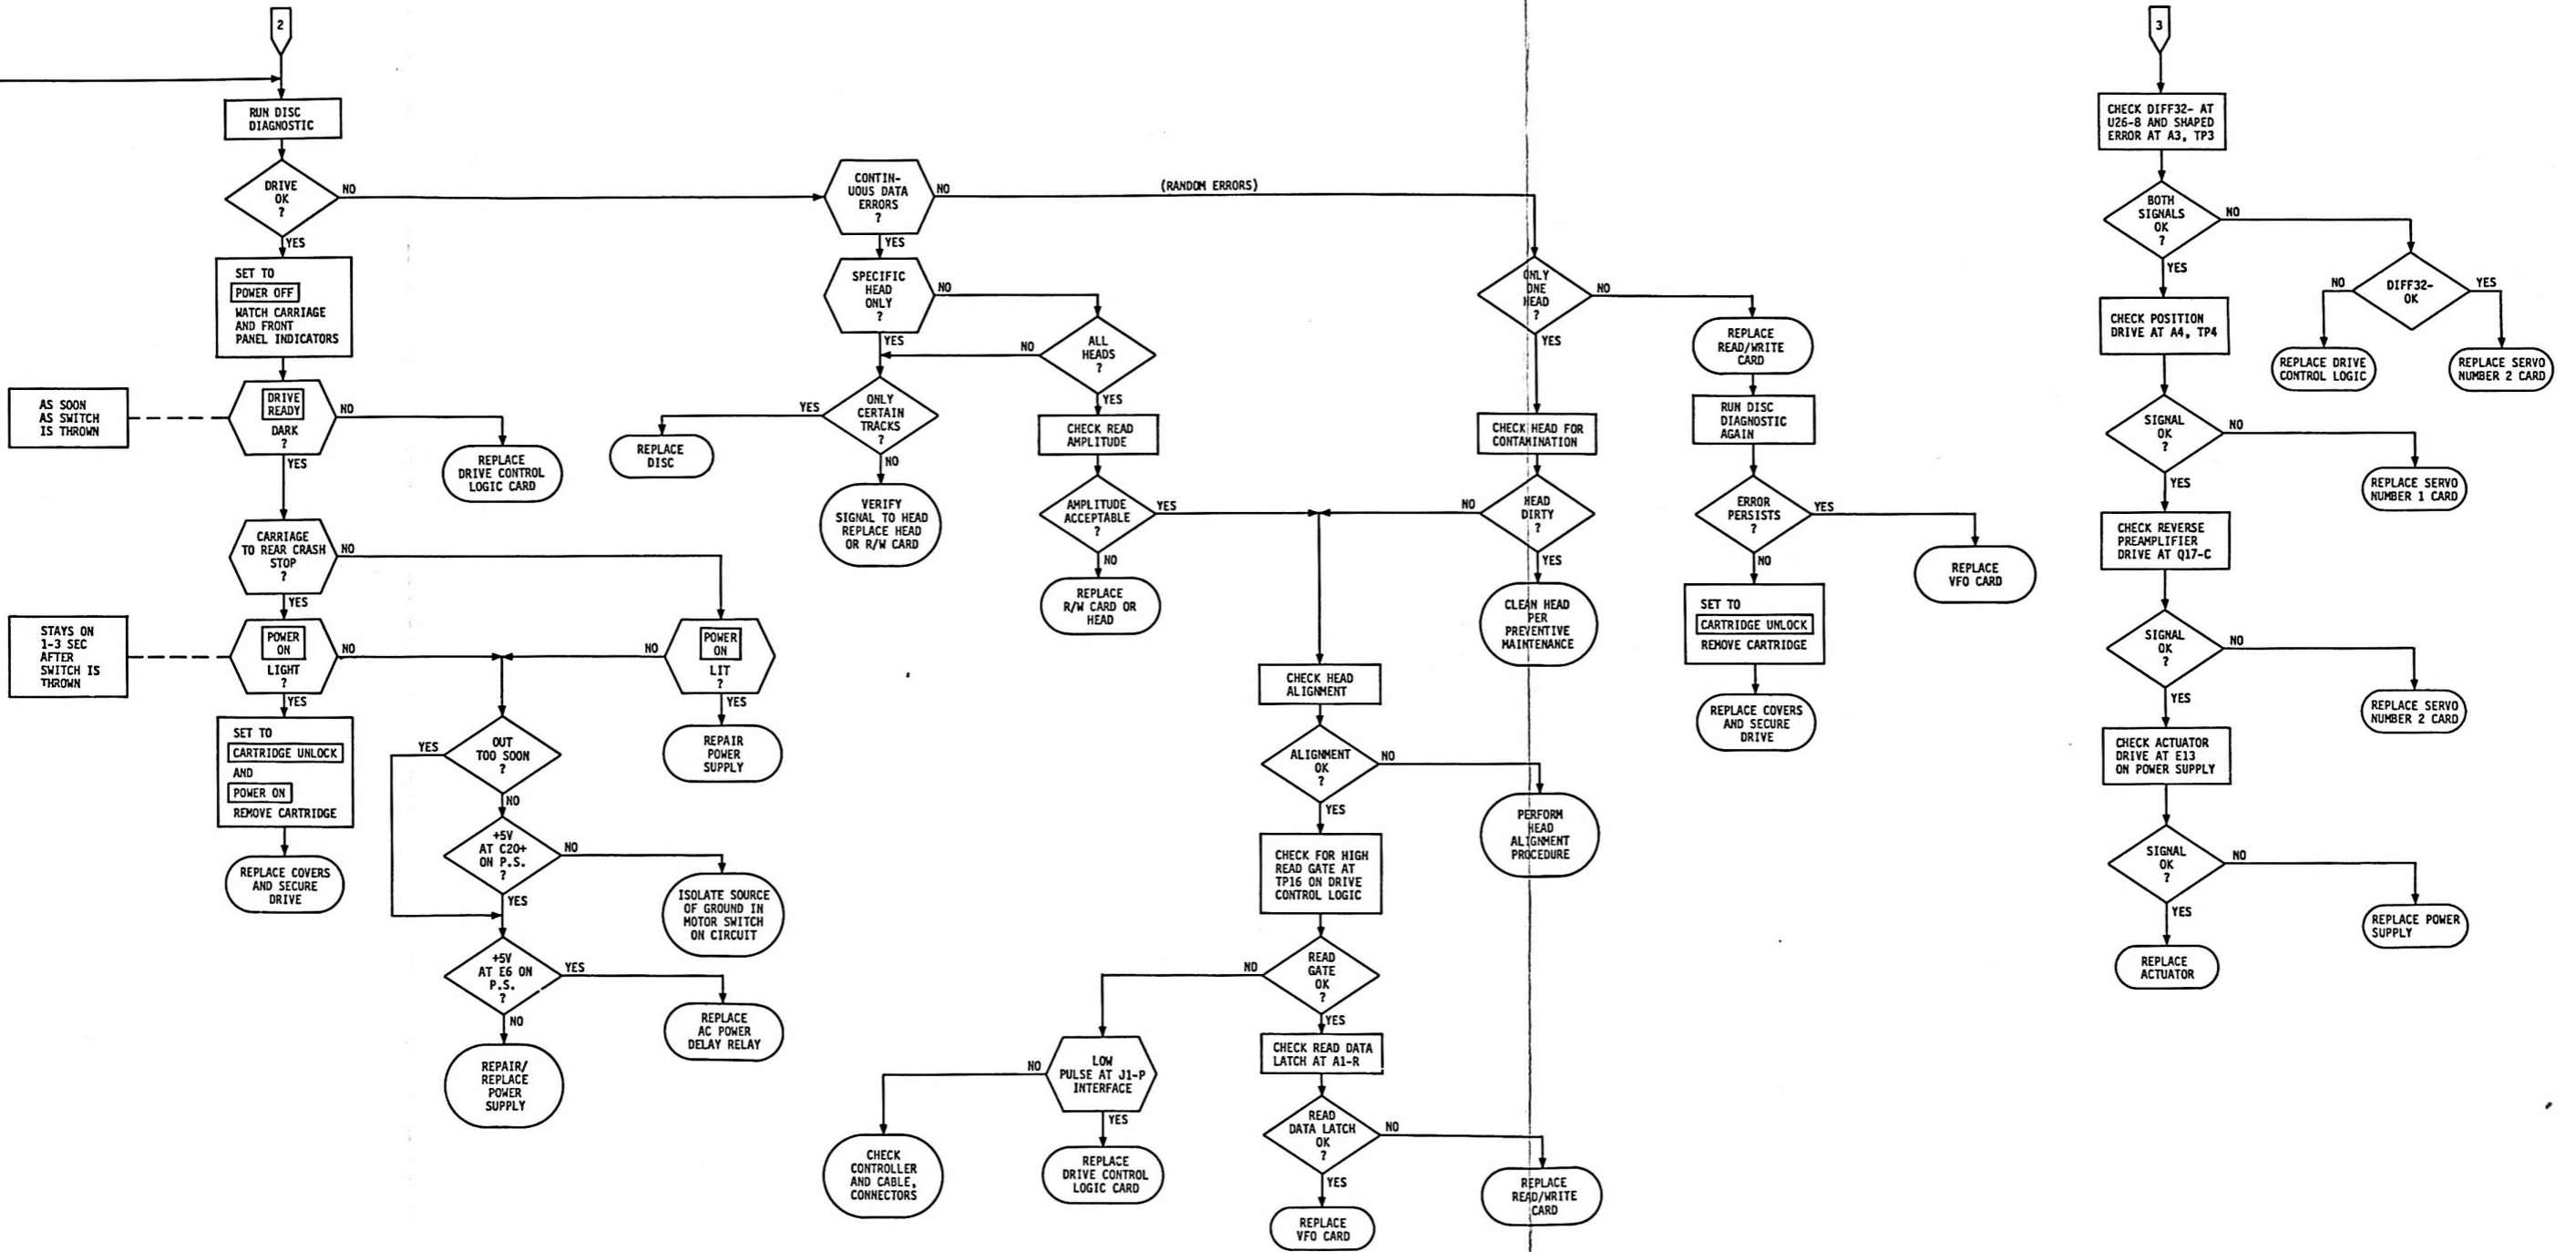 2
RUN DISC
DIAGNOSTIC
DRIVE
OK
?
NO
YES
SET TO
POWER OFF
WATCH CARRIAGE
AND FRONT
PANEL INDICATORS
AS SOON
AS SWITCH
IS THROWN
DRIVE
READY
DARK
?
NO
YES
REPLACE
DRIVE CONTROL
LOGIC CARD
CARRIAGE
TO REAR CRASH
STOP
?
NO
YES
STAYS ON
1-3 SEC
AFTER
SWITCH IS
THROWN
POWER
ON
LIGHT
?
NO
YES
NO
POWER
ON
LIT
?
YES
REPAIR
POWER
SUPPLY
SET TO
CARTRIDGE UNLOCK
AND
POWER ON
REMOVE CARTRIDGE
REPLACE COVERS
AND SECURE
DRIVE
YES
OUT
TOO SOON
?
NO
+5V
AT C20+
ON P.S.
?
NO
YES
ISOLATE SOURCE
OF GROUND IN
MOTOR SWITCH
ON CIRCUIT
+5V
AT E6 ON
P.S.
?
YES
NO
REPLACE
AC POWER
DELAY RELAY
REPAIR/
REPLACE
POWER
SUPPLY
CONTIN-
UOUS DATA
ERRORS
?
NO
(RANDOM ERRORS)
YES
SPECIFIC
HEAD
ONLY
?
NO
YES
NO
ALL
HEADS
?
YES
YES
ONLY
CERTAIN
TRACKS
?
NO
REPLACE
DISC
VERIFY
SIGNAL TO HEAD
REPLACE HEAD
OR R/W CARD
CHECK READ
AMPLITUDE
AMPLITUDE
ACCEPTABLE
?
YES
NO
REPLACE
R/W CARD OR
HEAD
ONLY
ONE
HEAD
?
NO
YES
CHECK HEAD FOR
CONTAMINATION
NO
HEAD
DIRTY
?
YES
CLEAN HEAD
PER
PREVENTIVE
MAINTENANCE
REPLACE
READ/WRITE
CARD
RUN DISC
DIAGNOSTIC
AGAIN
ERROR
PERSISTS
?
YES
NO
REPLACE
VFO CARD
SET TO
CARTRIDGE UNLOCK
REMOVE CARTRIDGE
REPLACE COVERS
AND SECURE
DRIVE
CHECK HEAD
ALIGNMENT
ALIGNMENT
OK
?
NO
YES
PERFORM
HEAD
ALIGNMENT
PROCEDURE
CHECK FOR HIGH
READ GATE AT
TP16 ON DRIVE
CONTROL LOGIC
NO
READ
GATE
OK
?
YES
NO
LOW
PULSE AT J1-P
INTERFACE
YES
CHECK
CONTROLLER
AND CABLE,
CONNECTORS
REPLACE
DRIVE CONTROL
LOGIC CARD
CHECK READ DATA
LATCH AT A1-R
READ
DATA LATCH
OK
?
NO
YES
REPLACE
READ/WRITE
CARD
REPLACE
VFO CARD
3
CHECK DIFF32- AT
U26-8 AND SHAPED
ERROR AT A3, TP3
BOTH
SIGNALS
OK
?
NO
YES
NO
DIFF32-
OK
YES
REPLACE DRIVE
CONTROL LOGIC
REPLACE SERVO
NUMBER 2 CARD
CHECK POSITION
DRIVE AT A4, TP4
SIGNAL
OK
?
NO
YES
REPLACE SERVO
NUMBER 1 CARD
CHECK REVERSE
PREAMPLIFIER
DRIVE AT Q17-C
SIGNAL
OK
?
NO
YES
REPLACE SERVO
NUMBER 2 CARD
CHECK ACTUATOR
DRIVE AT E13
ON POWER SUPPLY
SIGNAL
OK
?
NO
YES
REPLACE POWER
SUPPLY
REPLACE
ACTUATOR